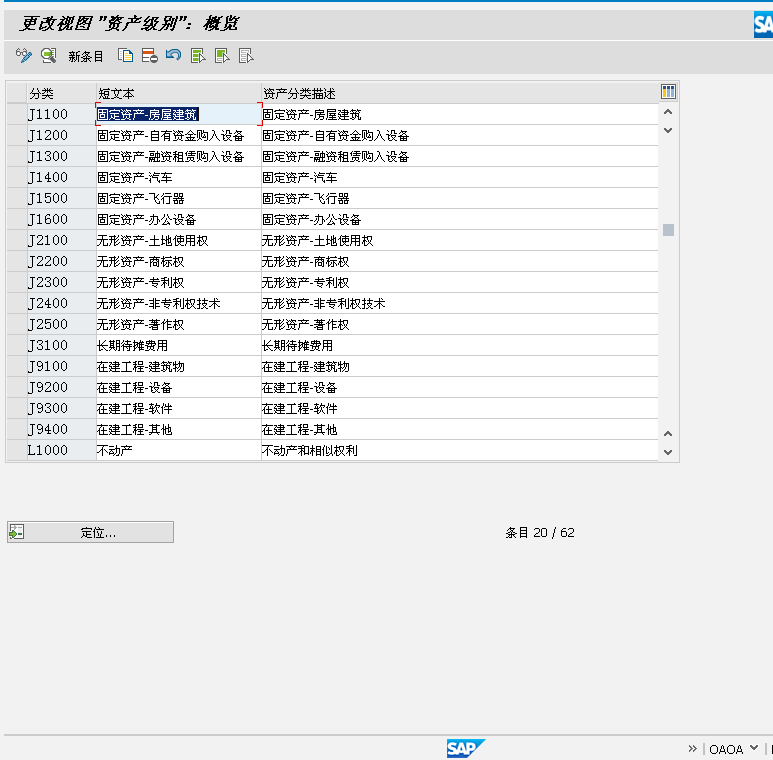 更改视图 "资产级别": 概览
SA
新条目
分类 短文本 资产分类描述
J1100 固定资产-房屋建筑 固定资产-房屋建筑
J1200 固定资产-自有资金购入设备 固定资产-自有资金购入设备
J1300 固定资产-融资租赁购入设备 固定资产-融资租赁购入设备
J1400 固定资产-汽车 固定资产-汽车
J1500 固定资产-飞行器 固定资产-飞行器
J1600 固定资产-办公设备 固定资产-办公设备
J2100 无形资产-土地使用权 无形资产-土地使用权
J2200 无形资产-商标权 无形资产-商标权
J2300 无形资产-专利权 无形资产-专利权
J2400 无形资产-非专利权技术 无形资产-非专利权技术
J2500 无形资产-著作权 无形资产-著作权
J3100 长期待摊费用 长期待摊费用
J9100 在建工程-建筑物 在建工程-建筑物
J9200 在建工程-设备 在建工程-设备
J9300 在建工程-软件 在建工程-软件
J9400 在建工程-其他 在建工程-其他
L1000 不动产 不动产和相似权利
定位... 条目 20 / 62
SAP » OAOA